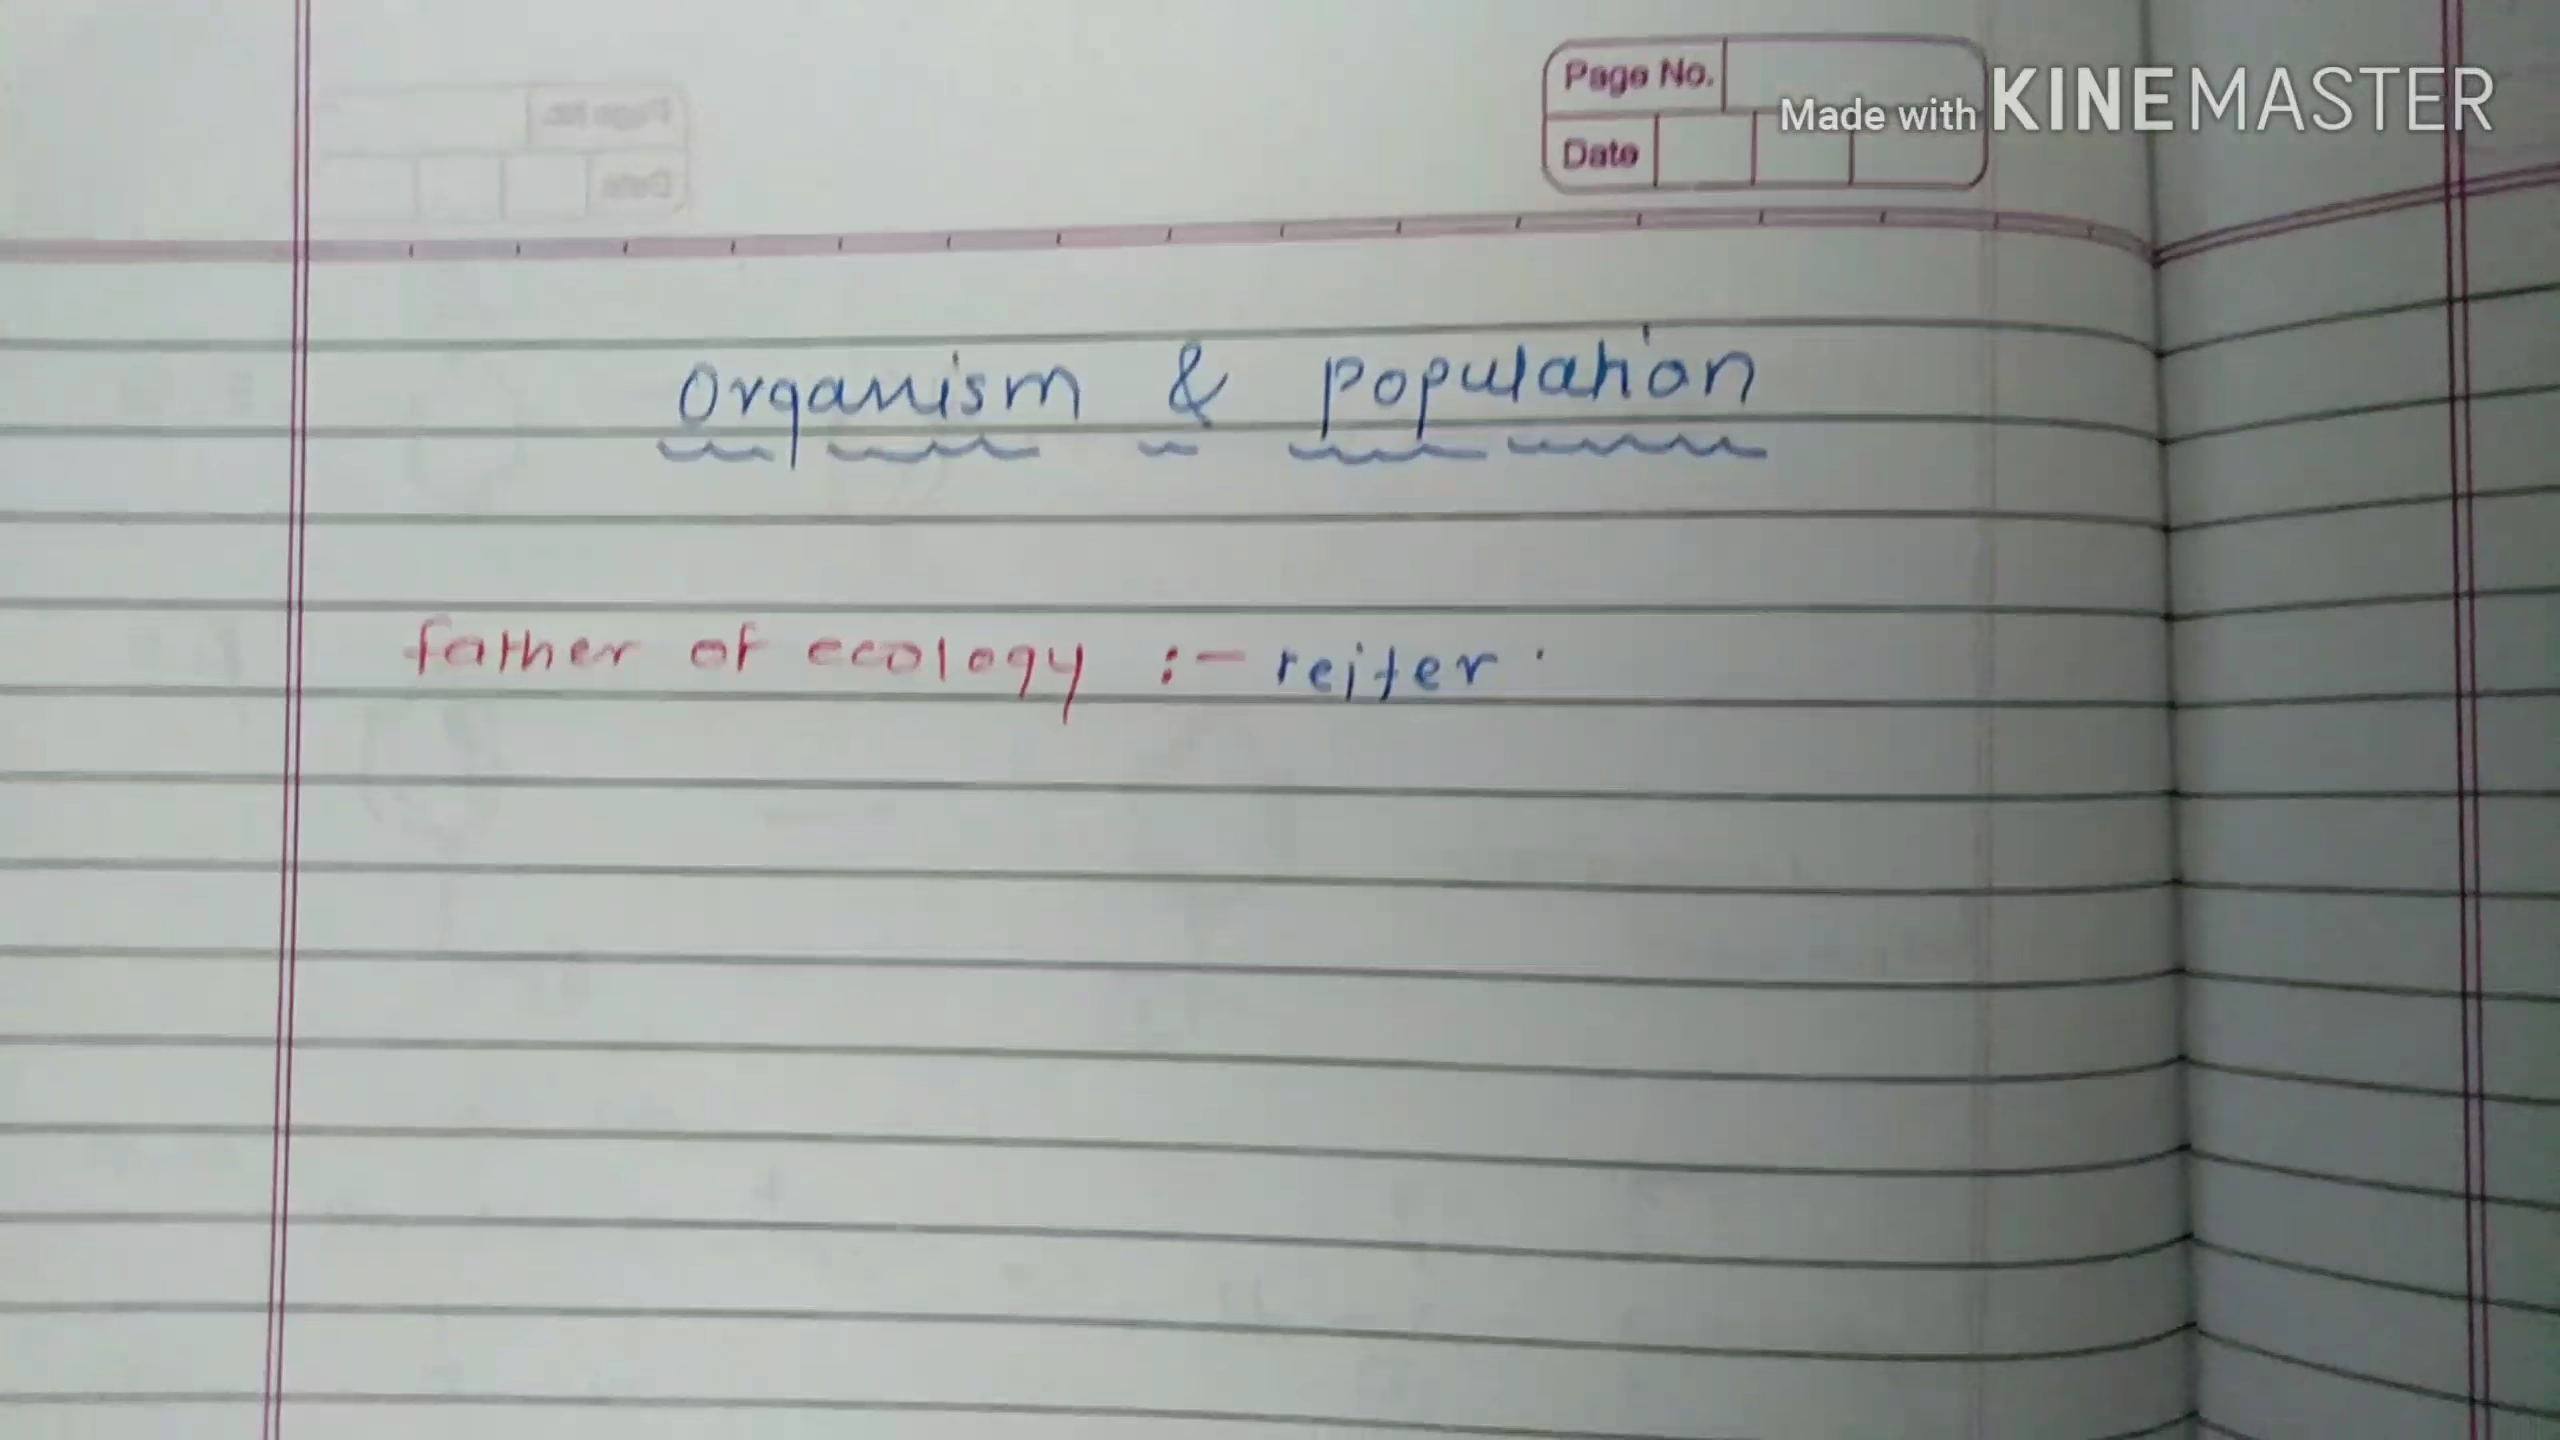 Page No.
Made with KINEMASTER
Date
Organism & population
father of ecology :- reiter.